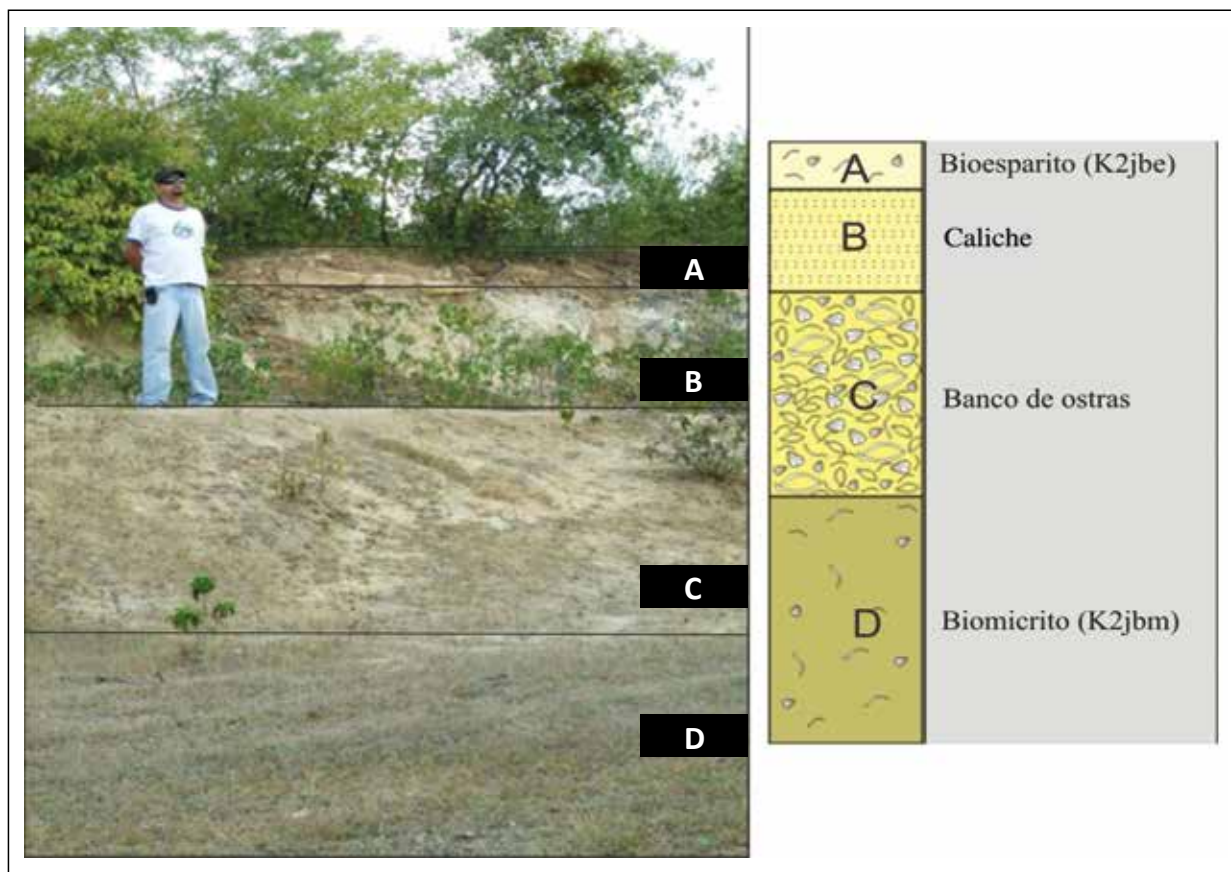 A
B
C
D
A Bioesparito (K2jbe)
B Caliche
C Banco de ostras
D Biomicrito (K2jbm)